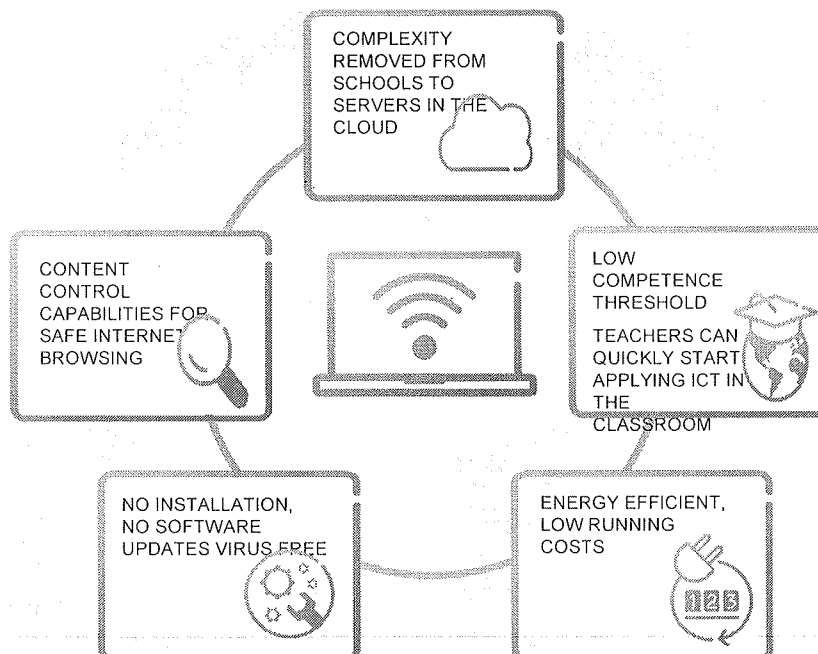 COMPLEXITY
REMOVED FROM
SCHOOLS TO
SERVERS IN THE
CLOUD
CONTENT
CONTROL
CAPABILITIES FOR
SAFE INTERNET
BROWSING
LOW
COMPETENCE
THRESHOLD
TEACHERS CAN
QUICKLY START
APPLYING ICT IN
THE
CLASSROOM
NO INSTALLATION,
NO SOFTWARE
UPDATES VIRUS FREE
ENERGY EFFICIENT,
LOW RUNNING
COSTS
123